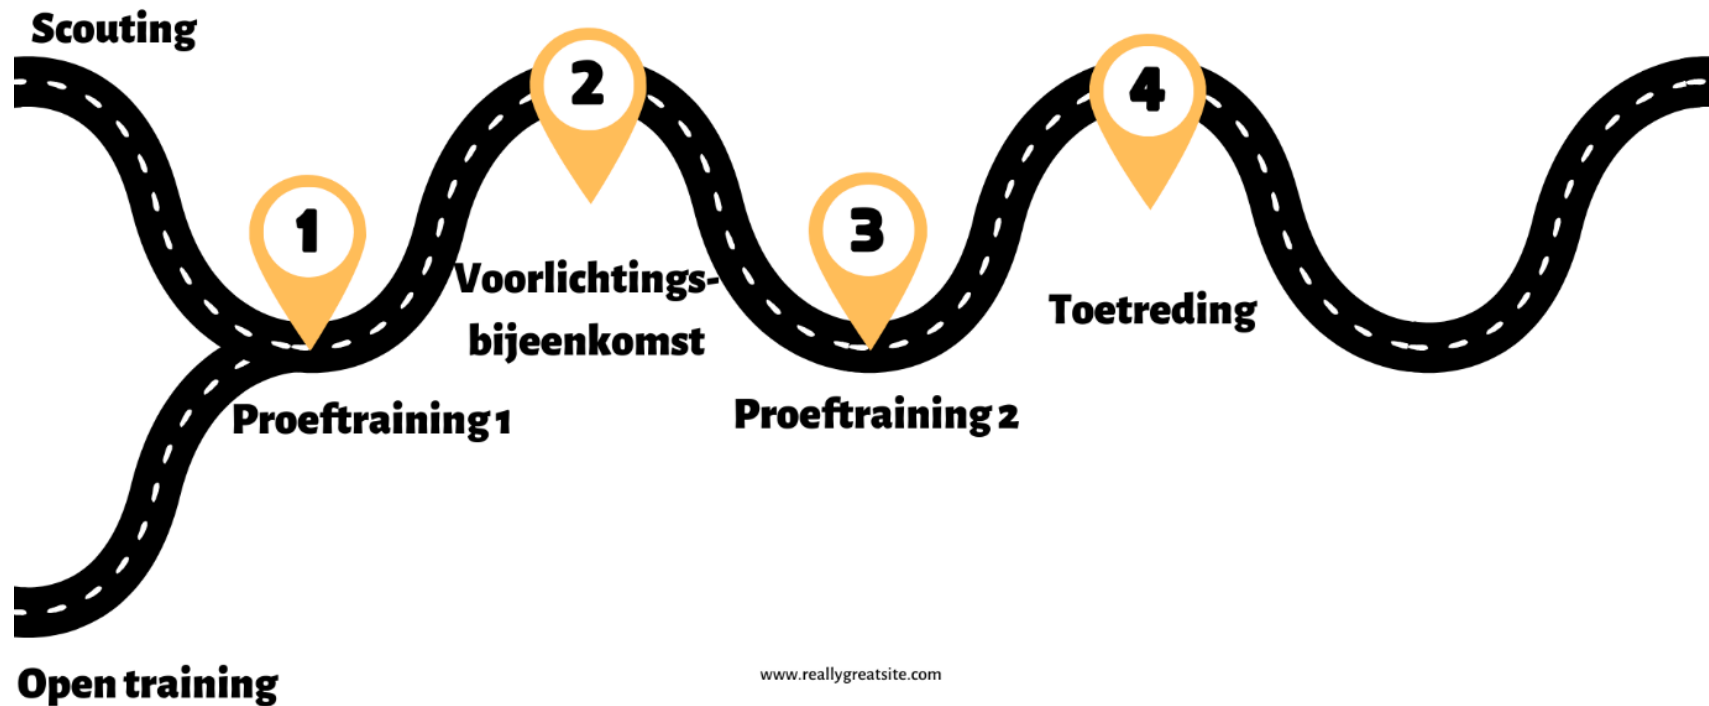 Scouting
2
4
1
3
Voorlichtings-
bijeenkomst
Toetreding
Proeftraining 1
Proeftraining 2
Open training
www.reallygreatsite.com